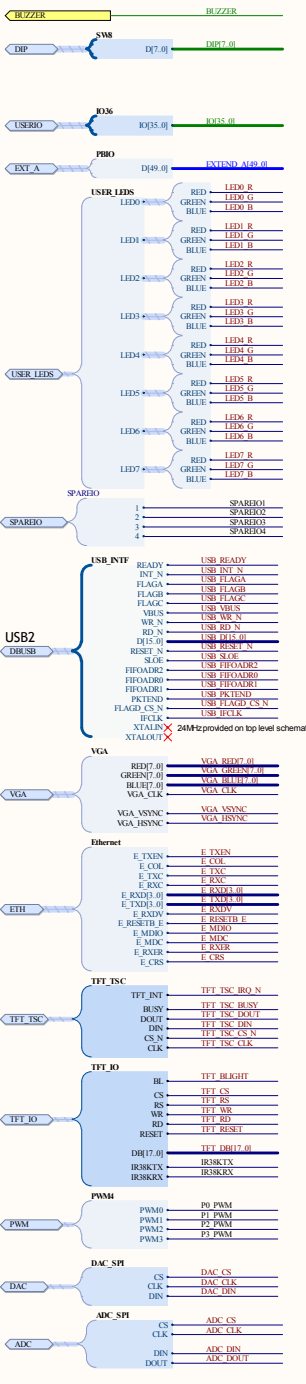 BUZZER BUZZER
SW8
DIP D[7..0] DIP[7..0]
IO36
USERIO IO[35..0] IO[35..0]
PBIO
EXT_A D[49..0] EXTEND_A[49..0]
USER_LEDS
LED0 RED LED0_R
GREEN LED0_G
BLUE LED0_B
LED1 RED LED1_R
GREEN LED1_G
BLUE LED1_B
LED2 RED LED2_R
GREEN LED2_G
BLUE LED2_B
LED3 RED LED3_R
GREEN LED3_G
BLUE LED3_B
LED4 RED LED4_R
GREEN LED4_G
BLUE LED4_B
USER_LEDS
LED5 RED LED5_R
GREEN LED5_G
BLUE LED5_B
LED6 RED LED6_R
GREEN LED6_G
BLUE LED6_B
LED7 RED LED7_R
GREEN LED7_G
BLUE LED7_B
SPAREIO
1 SPAREIO1
2 SPAREIO2
SPAREIO
3 SPAREIO3
4 SPAREIO4
USB_INTF
READY USB_READY
INT_N USB_INT_N
FLAGA USB_FLAGA
FLAGB USB_FLAGB
FLAGC USB_FLAGC
VBUS USB_VBUS
WR_N USB_WR_N
RD_N USB_RD_N
USB2
D[15..0] USB_D[15..0]
DBUSB
RESET_N USB_RESET_N
SLOE USB_SLOE
FIFOADR2 USB_FIFOADR2
FIFOADR0 USB_FIFOADR0
FIFOADR1 USB_FIFOADR1
PKTEND USB_PKTEND
FLAGD_CS_N USB_FLAGD_CS_N
IFCLK USB_IFCLK
XTALIN 24MHz provided on top level schemat
XTALOUT
VGA
RED[7..0] VGA_RED[7..0]
GREEN[7..0] VGA_GREEN[7..0]
BLUE[7..0] VGA_BLUE[7..0]
VGA VGA_CLK VGA_CLK
VGA_VSYNC VGA_VSYNC
VGA_HSYNC VGA_HSYNC
Ethernet
E_TXEN E_TXEN
E_COL E_COL
E_TXC E_TXC
E_RXC E_RXC
E_RXD[3..0] E_RXD[3..0]
E_TXD[3..0] E_TXD[3..0]
ETH
E_RXDV E_RXDV
E_RESETB E_RESETB_E
E_MDIO E_MDIO
E_MDC E_MDC
E_RXER E_RXER
E_CRS E_CRS
TFT_TSC
TFT_INT TFT_TSC_IRQ_N
BUSY TFT_TSC_BUSY
DOUT TFT_TSC_DOUT
TFT_TSC DIN TFT_TSC_DIN
CS_N TFT_TSC_CS_N
CLK TFT_TSC_CLK
TFT_IO
BL TFT_BLIGHT
CS TFT_CS
RS TFT_RS
WR TFT_WR
TFT_IO
RD TFT_RD
RESET TFT_RESET
DB[17..0] TFT_DB[17..0]
IR38KTX IR38KTX
IR38KRX IR38KRX
PWM4
PWM0 P0_PWM
PWM1 P1_PWM
PWM PWM2 P2_PWM
PWM3 P3_PWM
DAC_SPI
CS DAC_CS
DAC CLK DAC_CLK
DIN DAC_DIN
ADC_SPI
CS ADC_CS
CLK ADC_CLK
ADC
DIN ADC_DIN
DOUT ADC_DOUT